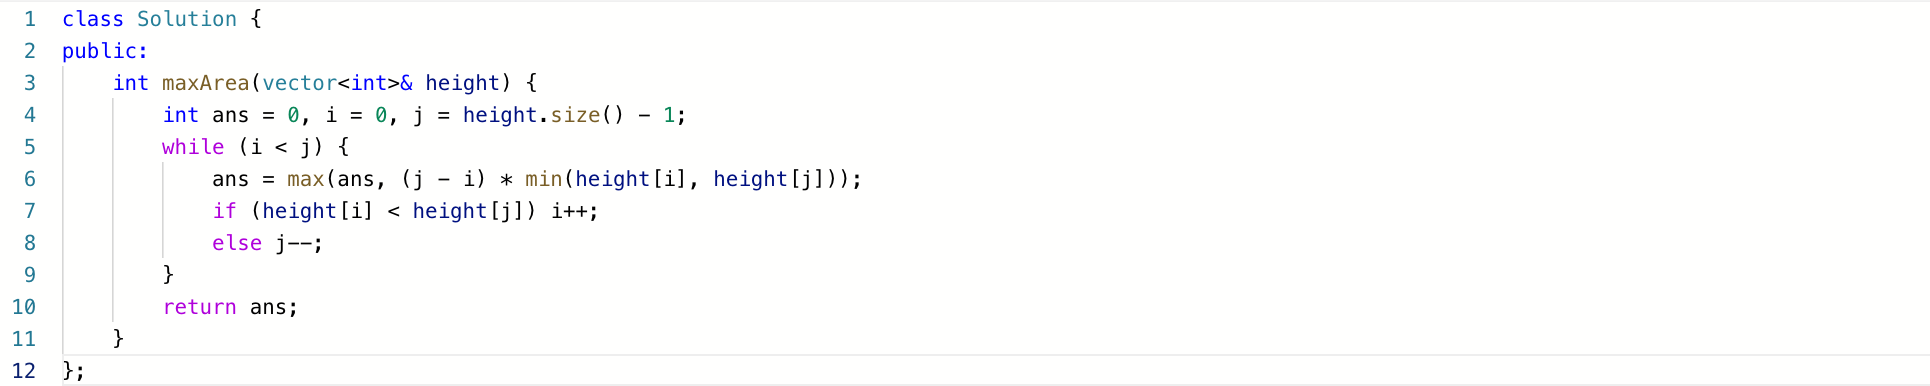 1 class Solution {
2 public:
3     int maxArea(vector<int>& height) {
4         int ans = 0, i = 0, j = height.size() - 1;
5         while (i < j) {
6             ans = max(ans, (j - i) * min(height[i], height[j]));
7             if (height[i] < height[j]) i++;
8             else j--;
9         }
10         return ans;
11     }
12 };